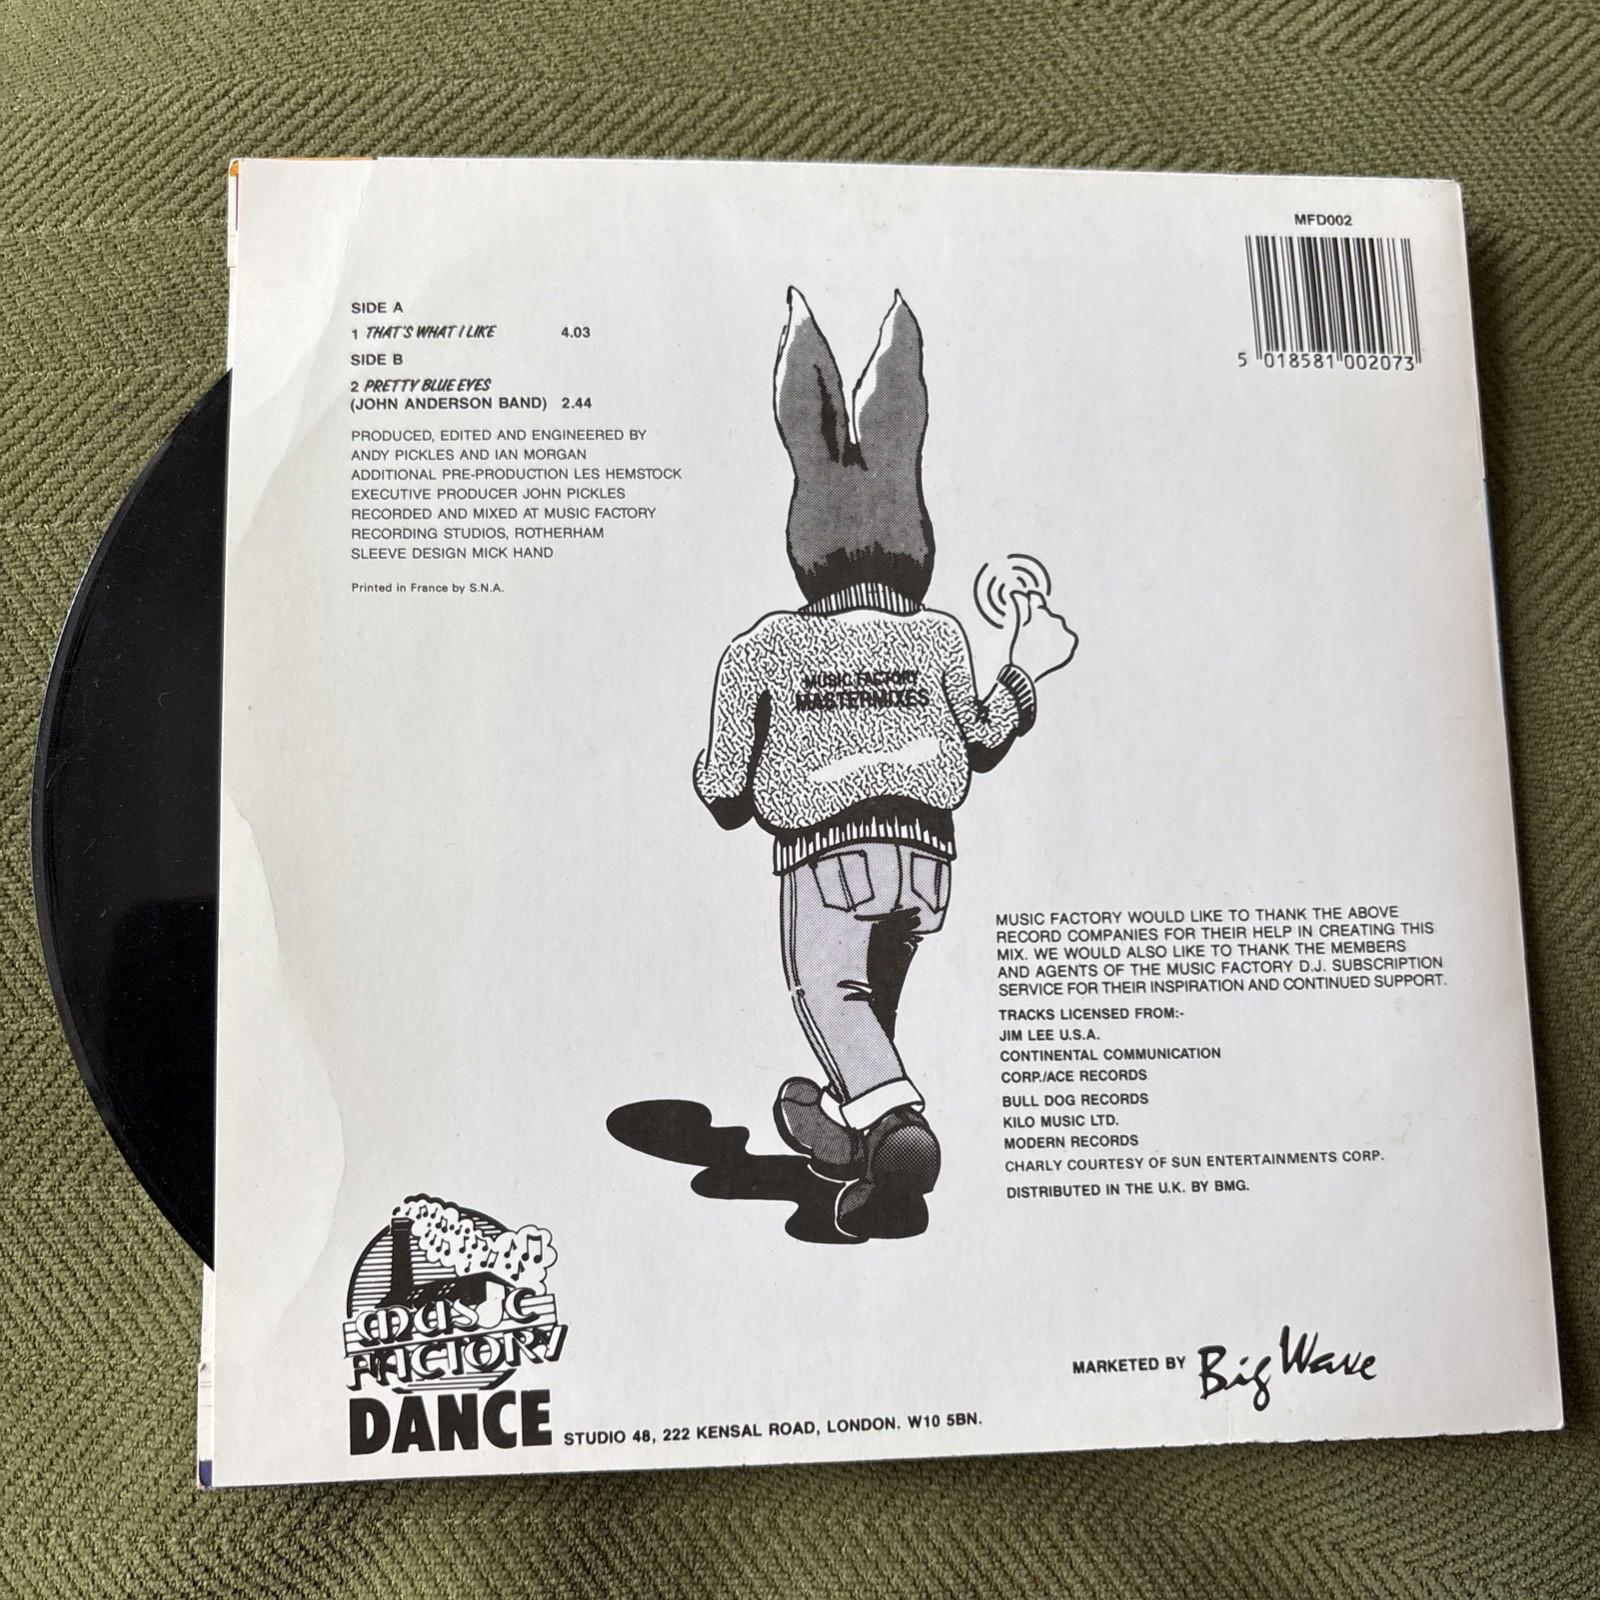 MFD002
5 018581 002073
SIDE A
1 THAT'S WHAT I LIKE 4.03
SIDE B
2 PRETTY BLUE EYES
(JOHN ANDERSON BAND) 2.44
PRODUCED, EDITED AND ENGINEERED BY
ANDY PICKLES AND IAN MORGAN
ADDITIONAL PRE-PRODUCTION LES HEMSTOCK
EXECUTIVE PRODUCER JOHN PICKLES
RECORDED AND MIXED AT MUSIC FACTORY
RECORDING STUDIOS, ROTHERHAM
SLEEVE DESIGN MICK HAND
Printed in France by S.N.A.
MUSIC FACTORY
MASTERMIXES
MUSIC FACTORY WOULD LIKE TO THANK THE ABOVE
RECORD COMPANIES FOR THEIR HELP IN CREATING THIS
MIX. WE WOULD ALSO LIKE TO THANK THE MEMBERS
AND AGENTS OF THE MUSIC FACTORY D.J. SUBSCRIPTION
SERVICE FOR THEIR INSPIRATION AND CONTINUED SUPPORT.
TRACKS LICENSED FROM:-
JIM LEE U.S.A.
CONTINENTAL COMMUNICATION
CORP./ACE RECORDS
BULL DOG RECORDS
KILO MUSIC LTD.
MODERN RECORDS
CHARLY COURTESY OF SUN ENTERTAINMENTS CORP.
DISTRIBUTED IN THE U.K. BY BMG.
MUSIC
FACTORY
DANCE
STUDIO 48, 222 KENSAL ROAD, LONDON. W10 5BN.
MARKETED BY Big Wave